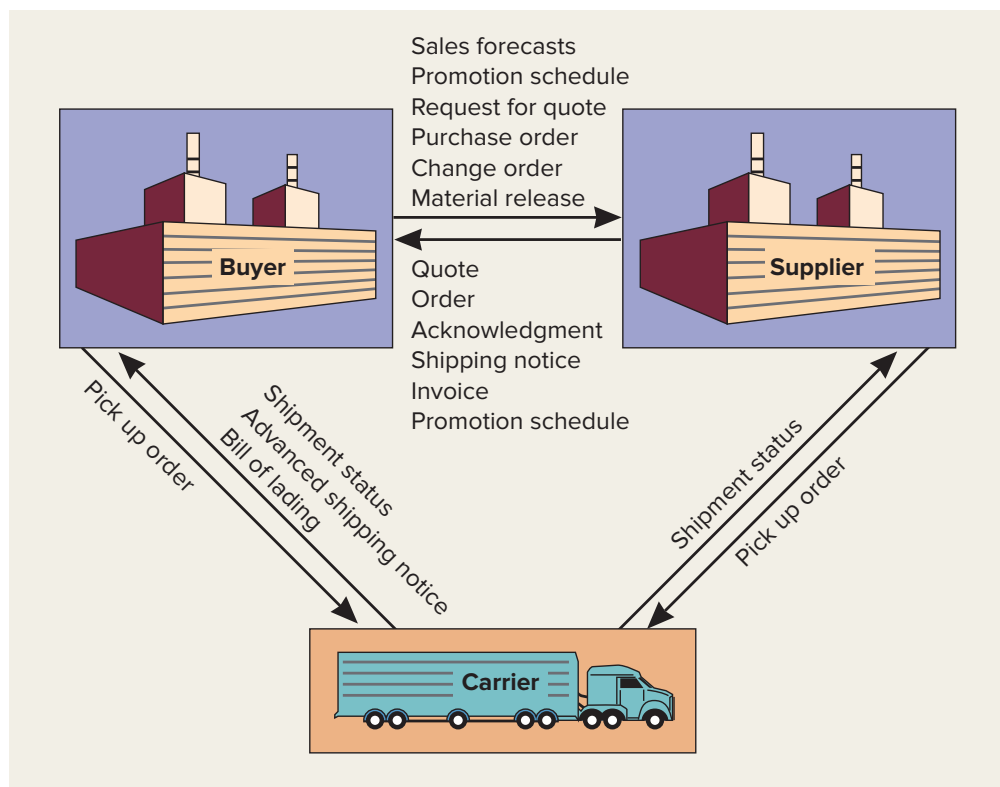 Sales forecasts
Promotion schedule
Request for quote
Purchase order
Change order
Material release
Buyer
Supplier
Quote
Order
Acknowledgment
Shipping notice
Invoice
Promotion schedule
Pick up order
Shipment status
Advanced shipping notice
Bill of lading
Shipment status
Pick up order
Carrier